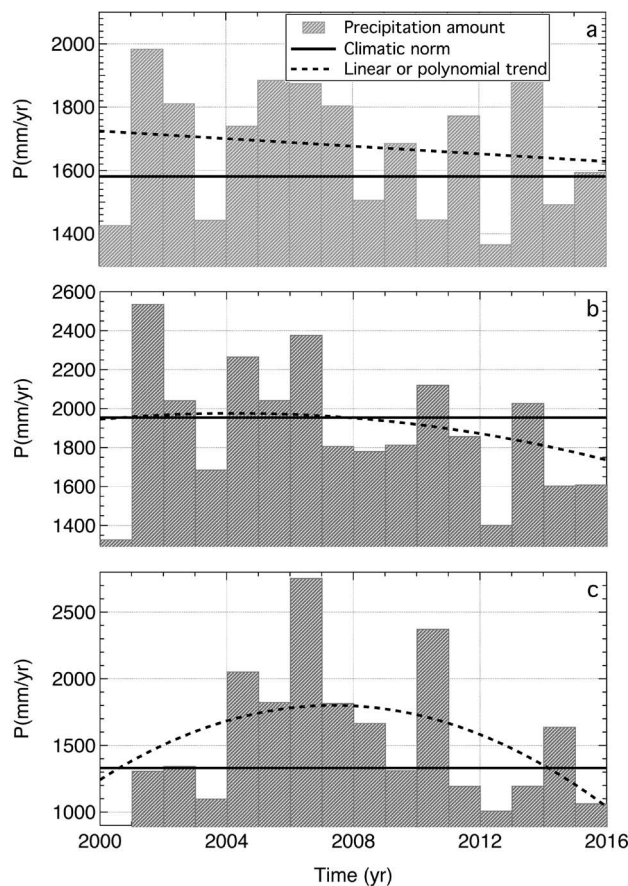 a
Precipitation amount
Climatic norm
Linear or polynomial trend
2000
1800
1600
1400
P(mm/yr)
b
2600
2400
2200
2000
1800
1600
1400
P(mm/yr)
c
2500
2000
1500
1000
P(mm/yr)
2000 2004 2008 2012 2016
Time (yr)